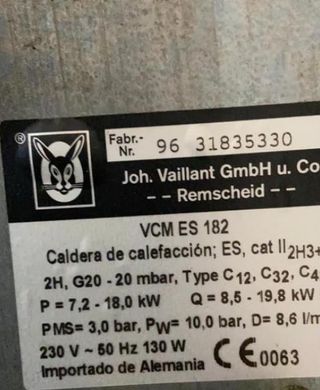 Fabr.-
Nr. 96 31835330
®
Joh. Vaillant GmbH u. Co
-- Remscheid --
VCM ES 182
Caldera de calefacción; ES, cat II2H3+
2H, G20 - 20 mbar, Type C12, C32, C4
P = 7,2 - 18,0 kW Q = 8,5 - 19,8 kW
PMS= 3,0 bar, PW= 10,0 bar, D= 8,6 l/m
230 V ~ 50 Hz 130 W
Importado de Alemania CE 0063